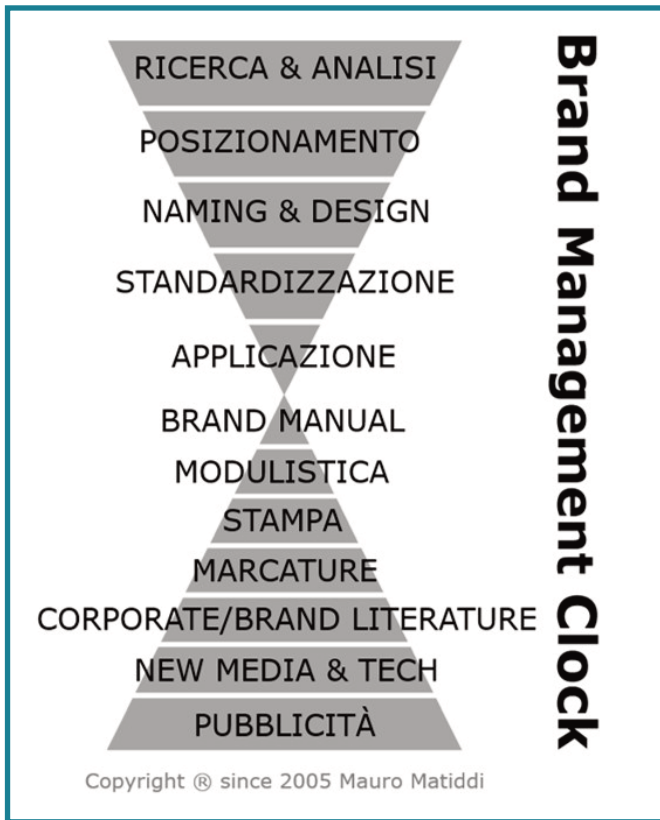 RICERCA & ANALISI
POSIZIONAMENTO
NAMING & DESIGN
STANDARDIZZAZIONE
APPLICAZIONE
BRAND MANUAL
MODULISTICA
STAMPA
MARCATURE
CORPORATE/BRAND LITERATURE
NEW MEDIA & TECH
PUBBLICITÀ
Copyright ® since 2005 Mauro Matiddi
Brand Management Clock